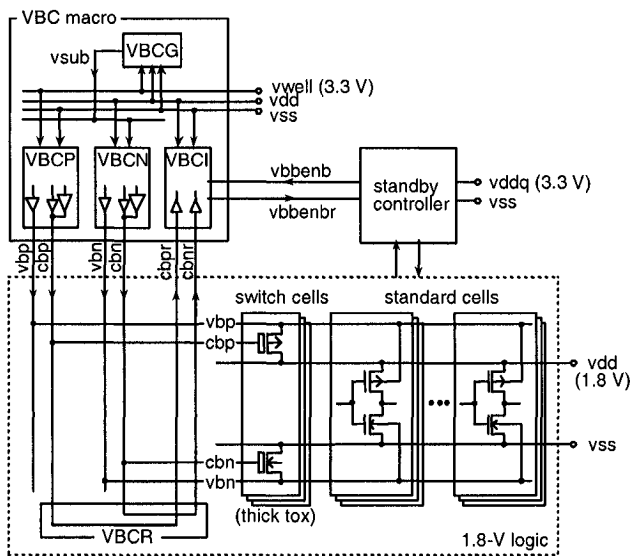 VBC macro
VBCG
vsub
vwell (3.3 V)
vdd
vss
VBCP
VBCN
VBCI
vbbenb
vbbenbr
standby
controller
vddq (3.3 V)
vss
vbp
cbp
vbn
cbn
cbpr
cbnr
switch cells
standard cells
vbp
cbp
vdd
(1.8 V)
vss
cbn
vbn
(thick tox)
VBCR
1.8-V logic